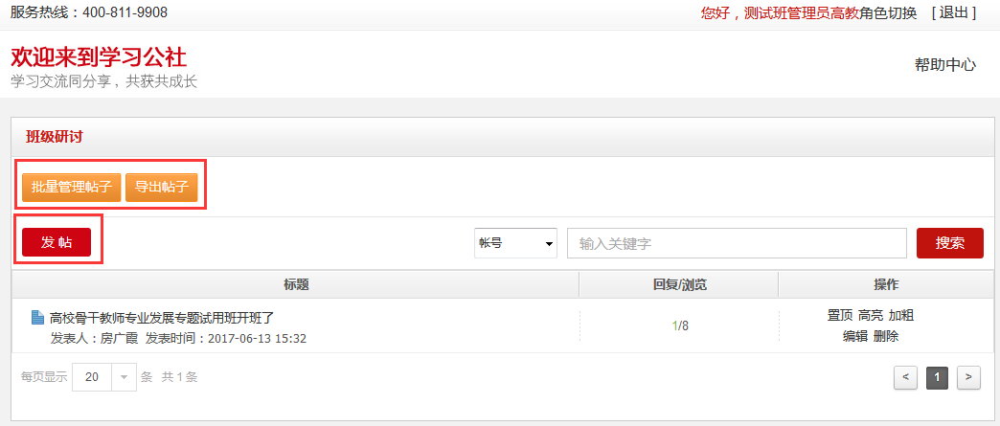 服务热线：400-811-9908
您好，测试班管理员高教角色切换 [ 退出 ]
欢迎来到学习公社
学习交流同分享，共获共成长
帮助中心
班级研讨
批量管理帖子 导出帖子
发 帖 帐号 输入关键字 搜索
标题 回复/浏览 操作
高校骨干教师专业发展专题试用班开班了
发表人：房广霞 发表时间：2017-06-13 15:32
1/8
置顶 高亮 加粗
编辑 删除
每页显示 20 条 共 1 条 < 1 >